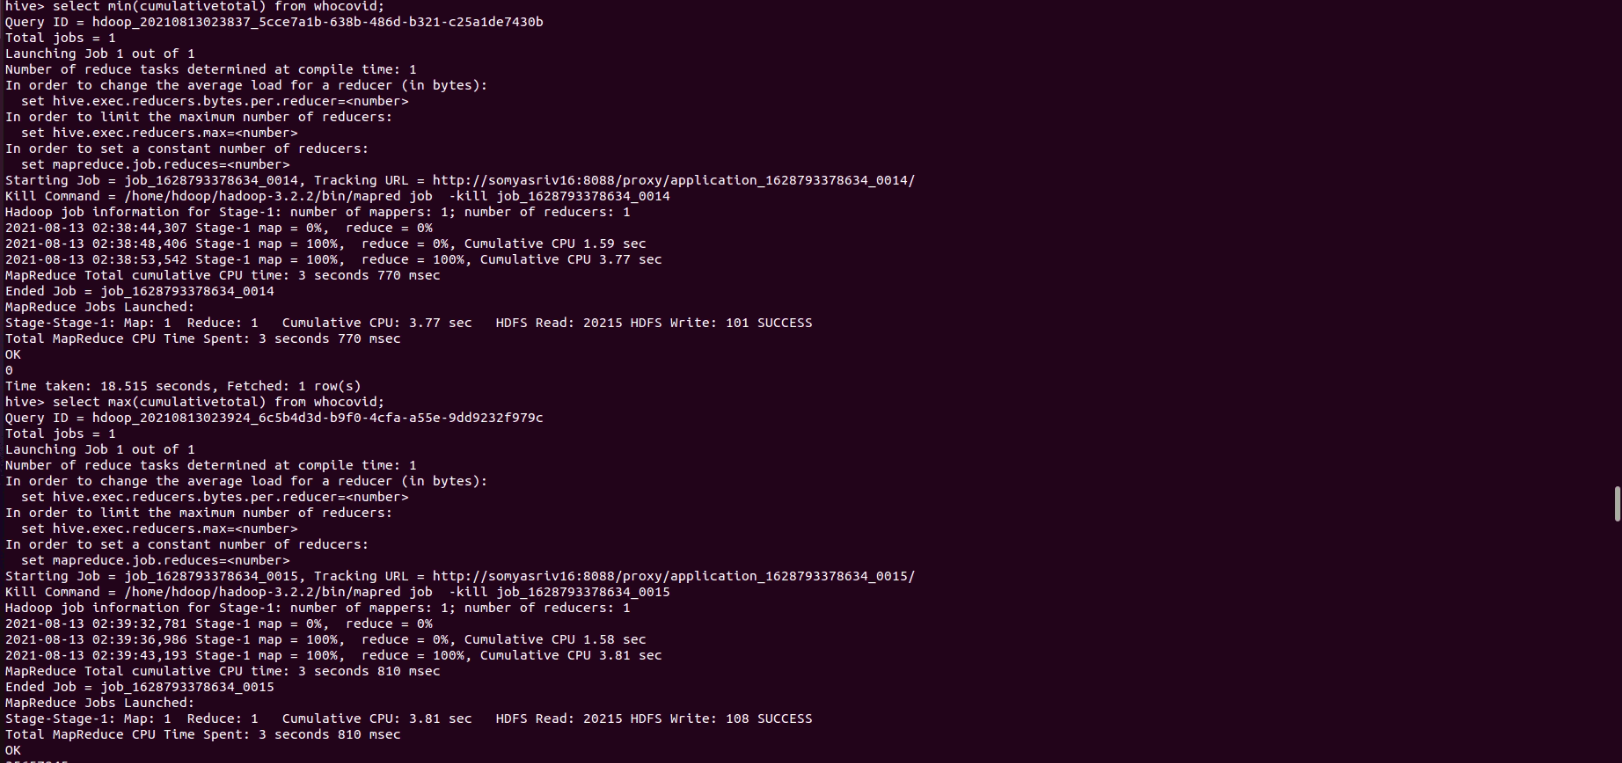 hive> select min(cumulativetotal) from whocovid;
Query ID = hdoop_20210813023837_5cce7a1b-638b-486d-b321-c25a1de7430b
Total jobs = 1
Launching Job 1 out of 1
Number of reduce tasks determined at compile time: 1
In order to change the average load for a reducer (in bytes):
  set hive.exec.reducers.bytes.per.reducer=<number>
In order to limit the maximum number of reducers:
  set hive.exec.reducers.max=<number>
In order to set a constant number of reducers:
  set mapreduce.job.reduces=<number>
Starting Job = job_1628793378634_0014, Tracking URL = http://somyasriv16:8088/proxy/application_1628793378634_0014/
Kill Command = /home/hdoop/hadoop-3.2.2/bin/mapred job  -kill job_1628793378634_0014
Hadoop job information for Stage-1: number of mappers: 1; number of reducers: 1
2021-08-13 02:38:44,307 Stage-1 map = 0%,  reduce = 0%
2021-08-13 02:38:48,406 Stage-1 map = 100%,  reduce = 0%, Cumulative CPU 1.59 sec
2021-08-13 02:38:53,542 Stage-1 map = 100%,  reduce = 100%, Cumulative CPU 3.77 sec
MapReduce Total cumulative CPU time: 3 seconds 770 msec
Ended Job = job_1628793378634_0014
MapReduce Jobs Launched:
Stage-Stage-1: Map: 1  Reduce: 1   Cumulative CPU: 3.77 sec   HDFS Read: 20215 HDFS Write: 101 SUCCESS
Total MapReduce CPU Time Spent: 3 seconds 770 msec
OK
0
Time taken: 18.515 seconds, Fetched: 1 row(s)
hive> select max(cumulativetotal) from whocovid;
Query ID = hdoop_20210813023924_6c5b4d3d-b9f0-4cfa-a55e-9dd9232f979c
Total jobs = 1
Launching Job 1 out of 1
Number of reduce tasks determined at compile time: 1
In order to change the average load for a reducer (in bytes):
  set hive.exec.reducers.bytes.per.reducer=<number>
In order to limit the maximum number of reducers:
  set hive.exec.reducers.max=<number>
In order to set a constant number of reducers:
  set mapreduce.job.reduces=<number>
Starting Job = job_1628793378634_0015, Tracking URL = http://somyasriv16:8088/proxy/application_1628793378634_0015/
Kill Command = /home/hdoop/hadoop-3.2.2/bin/mapred job  -kill job_1628793378634_0015
Hadoop job information for Stage-1: number of mappers: 1; number of reducers: 1
2021-08-13 02:39:32,781 Stage-1 map = 0%,  reduce = 0%
2021-08-13 02:39:36,986 Stage-1 map = 100%,  reduce = 0%, Cumulative CPU 1.58 sec
2021-08-13 02:39:43,193 Stage-1 map = 100%,  reduce = 100%, Cumulative CPU 3.81 sec
MapReduce Total cumulative CPU time: 3 seconds 810 msec
Ended Job = job_1628793378634_0015
MapReduce Jobs Launched:
Stage-Stage-1: Map: 1  Reduce: 1   Cumulative CPU: 3.81 sec   HDFS Read: 20215 HDFS Write: 108 SUCCESS
Total MapReduce CPU Time Spent: 3 seconds 810 msec
OK